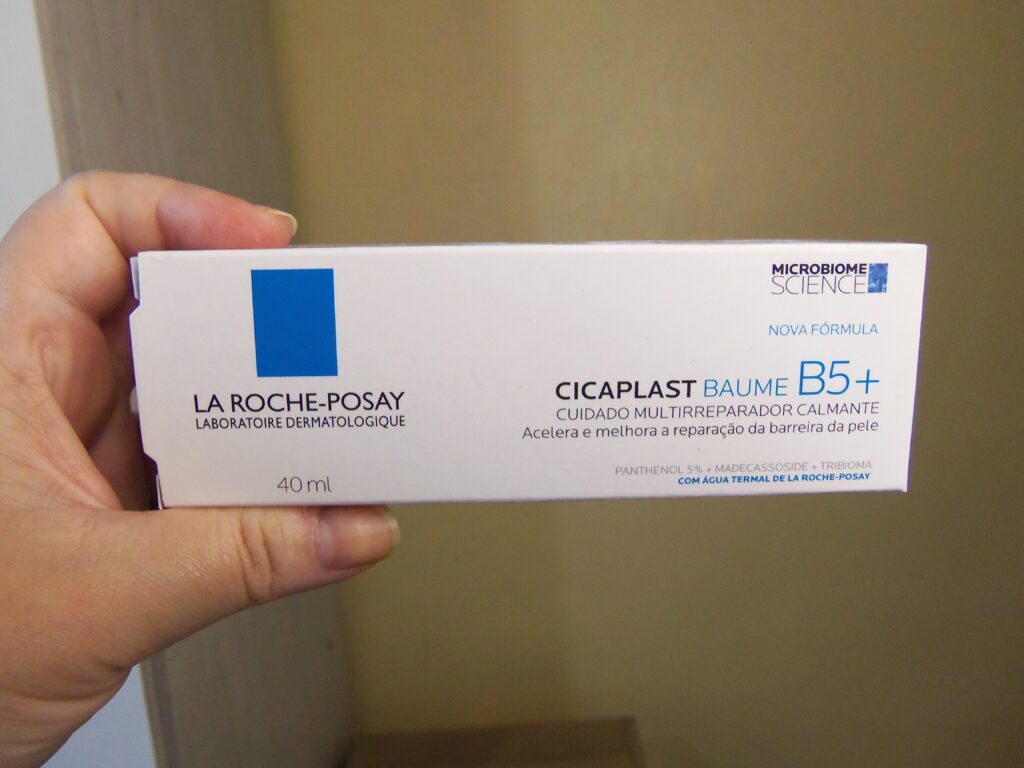 LA ROCHE-POSAY
LABORATOIRE DERMATOLOGIQUE
40 ml
MICROBIOME
SCIENCE
NOVA FÓRMULA
CICAPLAST BAUME B5+
CUIDADO MULTIRREPARADOR CALMANTE
Acelera e melhora a reparação da barreira da pele
PANTHENOL 5% + MADECASSOSIDE + TRIBIOMA
COM ÁGUA TERMAL DE LA ROCHE-POSAY